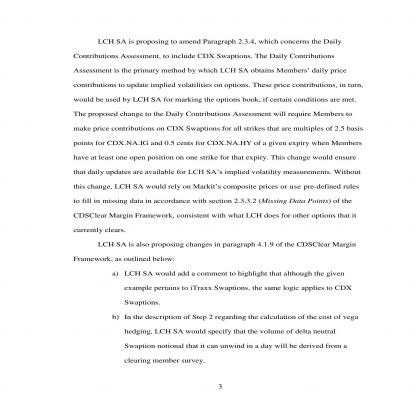 LCH SA is proposing to amend Paragraph 2.3.4, which concerns the Daily
Contributions Assessment, to include CDX Swaptions. The Daily Contributions
Assessment is the primary method by which LCH SA obtains Members' daily price
contributions to update implied volatilities on options. These price contributions, in turn,
would be used by LCH SA for marking the options book, if certain conditions are met.
The proposed change to the Daily Contributions Assessment will require Members to
make price contributions on CDX Swaptions for all strikes that are multiples of 2.5 basis
points for CDX.NA.IG and 0.5 cents for CDX.NA.HY of a given expiry when Members
have at least one open position on one strike for that expiry. This change would ensure
that daily updates are available for LCH SA's implied volatility measurements. Without
this change, LCH SA would rely on Markit's composite prices or use pre-defined rules
to fill in missing data in accordance with section 2.3.3.2 (Missing Data Points) of the
CDSClear Margin Framework, consistent with what LCH does for other options that it
currently clears.
LCH SA is also proposing changes in paragraph 4.1.9 of the CDSClear Margin
Framework, as outlined below:
a) LCH SA would add a comment to highlight that although the given
example pertains to iTraxx Swaptions, the same logic applies to CDX
Swaptions.
b) In the description of Step 2 regarding the calculation of the cost of vega
hedging, LCH SA would specify that the volume of delta neutral
Swaption notional that it can unwind in a day will be derived from a
clearing member survey.
3